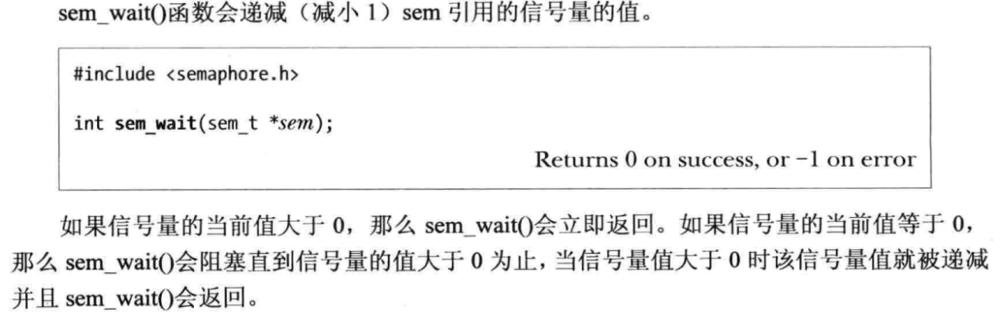 sem_wait()函数会递减（减小 1）sem 引用的信号量的值。
#include <semaphore.h>
int sem_wait(sem_t *sem);
Returns 0 on success, or −1 on error
如果信号量的当前值大于 0，那么 sem_wait()会立即返回。如果信号量的当前值等于 0，
那么 sem_wait()会阻塞直到信号量的值大于 0 为止，当信号量值大于 0 时该信号量值就被递减
并且 sem_wait()会返回。